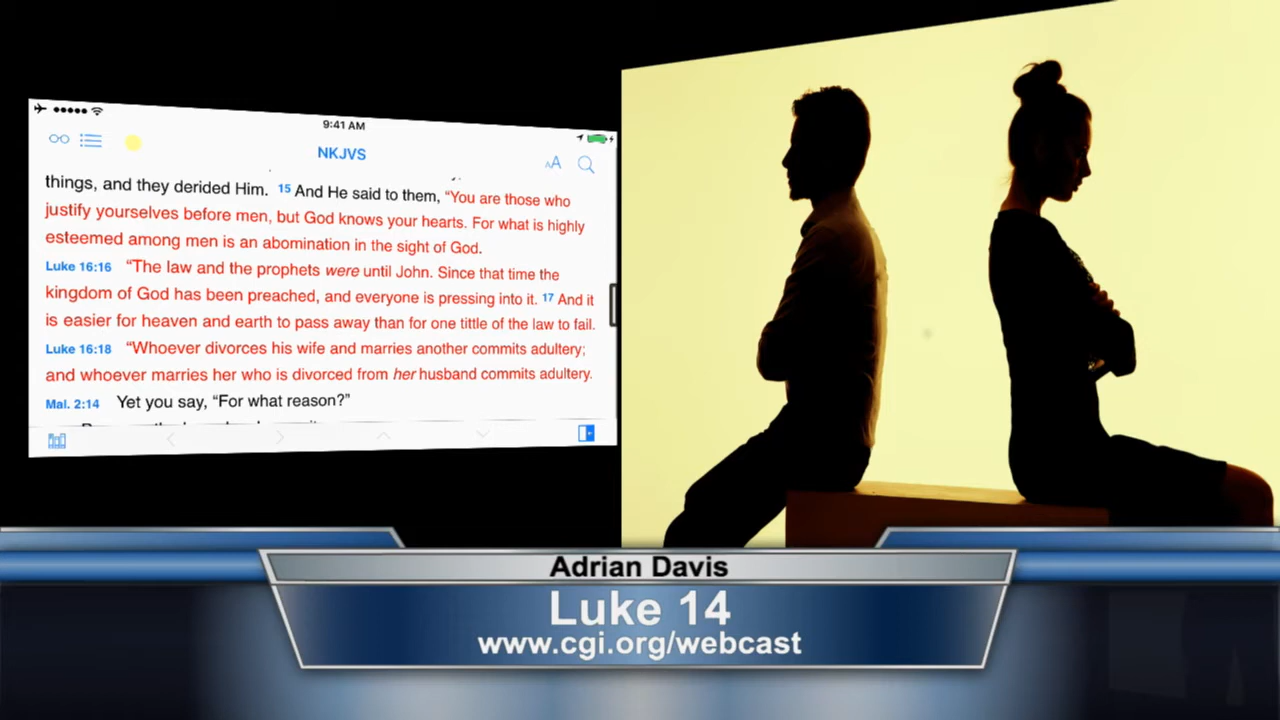 9:41 AM
NKJVS
AA
things, and they derided Him. 15 And He said to them, “You are those who
justify yourselves before men, but God knows your hearts. For what is highly
esteemed among men is an abomination in the sight of God.
Luke 16:16 “The law and the prophets were until John. Since that time the
kingdom of God has been preached, and everyone is pressing into it. 17 And it
is easier for heaven and earth to pass away than for one tittle of the law to fail.
Luke 16:18 “Whoever divorces his wife and marries another commits adultery;
and whoever marries her who is divorced from her husband commits adultery.
Mal. 2:14 Yet you say, “For what reason?”
Adrian Davis
Luke 14
www.cgi.org/webcast